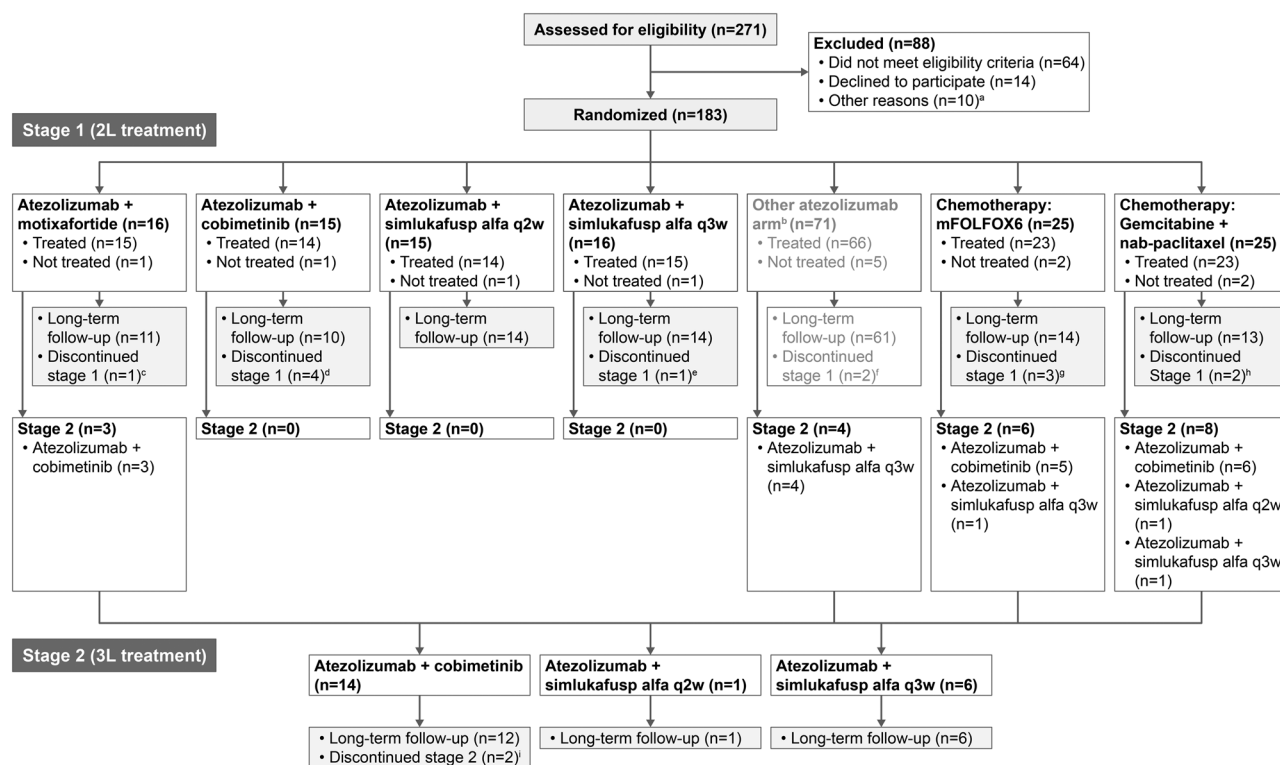 Assessed for eligibility (n=271)
Excluded (n=88)
• Did not meet eligibility criteria (n=64)
• Declined to participate (n=14)
• Other reasons (n=10)ᵃ
Randomized (n=183)
Stage 1 (2L treatment)
Atezolizumab +
motixafortide (n=16)
• Treated (n=15)
• Not treated (n=1)
Atezolizumab +
cobimetinib (n=15)
• Treated (n=14)
• Not treated (n=1)
Atezolizumab +
simlukafusp alfa q2w
(n=15)
• Treated (n=14)
• Not treated (n=1)
Atezolizumab +
simlukafusp alfa q3w
(n=16)
• Treated (n=15)
• Not treated (n=1)
Other atezolizumab
armᵇ (n=71)
• Treated (n=66)
• Not treated (n=5)
Chemotherapy:
mFOLFOX6 (n=25)
• Treated (n=23)
• Not treated (n=2)
Chemotherapy:
Gemcitabine +
nab-paclitaxel (n=25)
• Treated (n=23)
• Not treated (n=2)
• Long-term
follow-up (n=11)
• Discontinued
stage 1 (n=1)ᶜ
• Long-term
follow-up (n=10)
• Discontinued
stage 1 (n=4)ᵈ
• Long-term
follow-up (n=14)
• Long-term
follow-up (n=14)
• Discontinued
stage 1 (n=1)ᵉ
• Long-term
follow-up (n=61)
• Discontinued
stage 1 (n=2)ᶠ
• Long-term
follow-up (n=14)
• Discontinued
stage 1 (n=3)ᵍ
• Long-term
follow-up (n=13)
• Discontinued
Stage 1 (n=2)ʰ
Stage 2 (n=3)
• Atezolizumab +
cobimetinib (n=3)
Stage 2 (n=0)
Stage 2 (n=0)
Stage 2 (n=0)
Stage 2 (n=4)
• Atezolizumab +
simlukafusp alfa q3w
(n=4)
Stage 2 (n=6)
• Atezolizumab +
cobimetinib (n=5)
• Atezolizumab +
simlukafusp alfa q3w
(n=1)
Stage 2 (n=8)
• Atezolizumab +
cobimetinib (n=6)
• Atezolizumab +
simlukafusp alfa q2w
(n=1)
• Atezolizumab +
simlukafusp alfa q3w
(n=1)
Stage 2 (3L treatment)
Atezolizumab + cobimetinib
(n=14)
Atezolizumab +
simlukafusp alfa q2w (n=1)
Atezolizumab +
simlukafusp alfa q3w (n=6)
• Long-term follow-up (n=12)
• Discontinued stage 2 (n=2)ⁱ
• Long-term follow-up (n=1)
• Long-term follow-up (n=6)